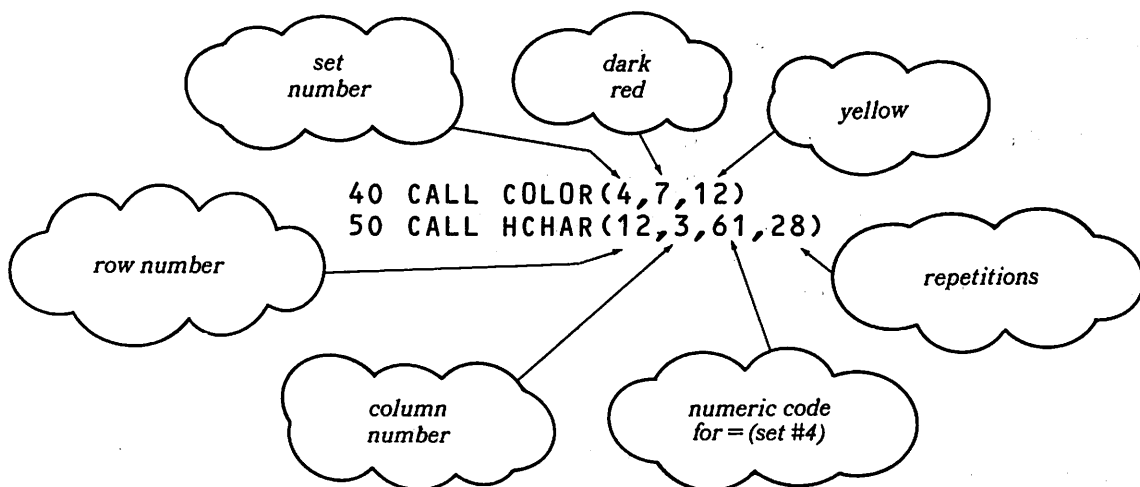 set
number
dark
red
yellow
40 CALL COLOR(4,7,12)
50 CALL HCHAR(12,3,61,28)
row number
repetitions
column
number
numeric code
for = (set #4)